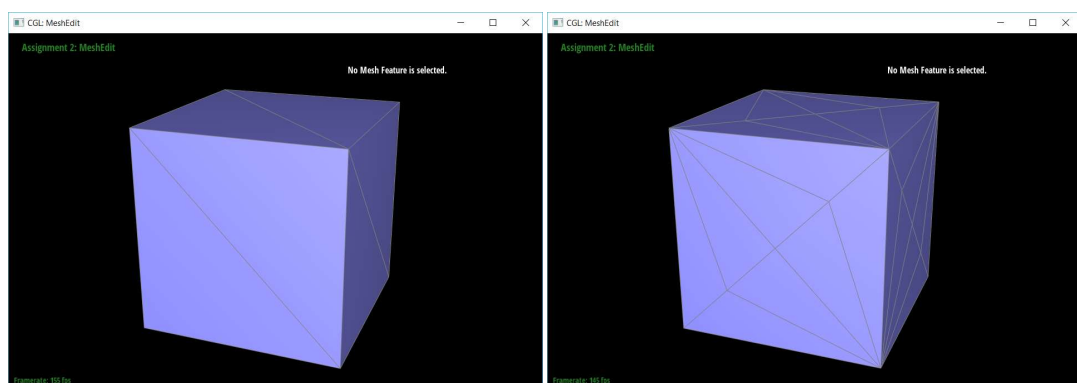 CGL: MeshEdit
Assignment 2: MeshEdit
No Mesh Feature is selected.
Framerate: 155 fps
CGL: MeshEdit
Assignment 2: MeshEdit
No Mesh Feature is selected.
Framerate: 145 fps